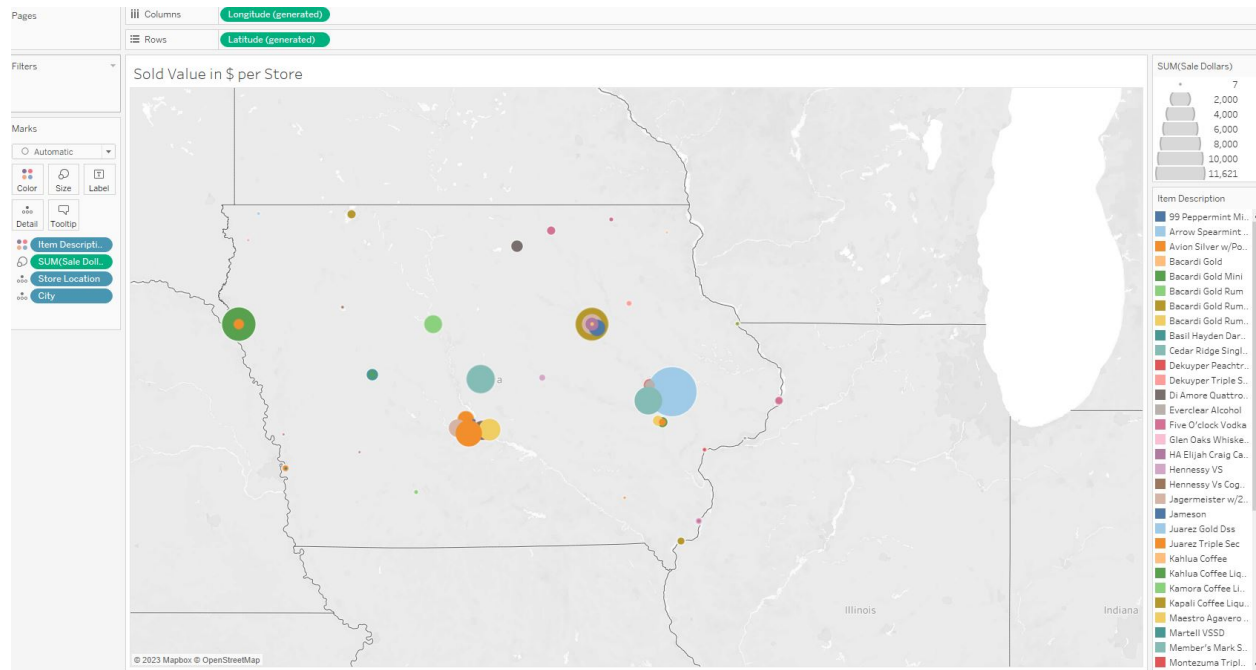 Pages
iii Columns
Longitude (generated)
Rows
Latitude (generated)
Filters
Marks
Automatic
Color
Size
Label
Detail
Tooltip
Item Descripti..
SUM(Sale Doll..
Store Location
City
Sold Value in $ per Store
a
Illinois
Indiana
© 2023 Mapbox © OpenStreetMap
SUM(Sale Dollars)
7
2,000
4,000
6,000
8,000
10,000
11,621
Item Description
99 Peppermint Mi..
Arrow Spearmint ..
Avion Silver w/Po..
Bacardi Gold
Bacardi Gold Mini
Bacardi Gold Rum
Bacardi Gold Rum..
Bacardi Gold Rum..
Basil Hayden Dar..
Cedar Ridge Singl..
Dekuyper Peachtr..
Dekuyper Triple S..
Di Amore Quattro..
Everclear Alcohol
Five O'clock Vodka
Glen Oaks Whiske..
HA Elijah Craig Ca..
Hennessy VS
Hennessy Vs Cog..
Jagermeister w/2..
Jameson
Juarez Gold Dss
Juarez Triple Sec
Kahlua Coffee
Kahlua Coffee Liq..
Kamora Coffee Li..
Kapali Coffee Liqu..
Maestro Agavero ..
Martell VSSD
Member's Mark S..
Montezuma Tripl..